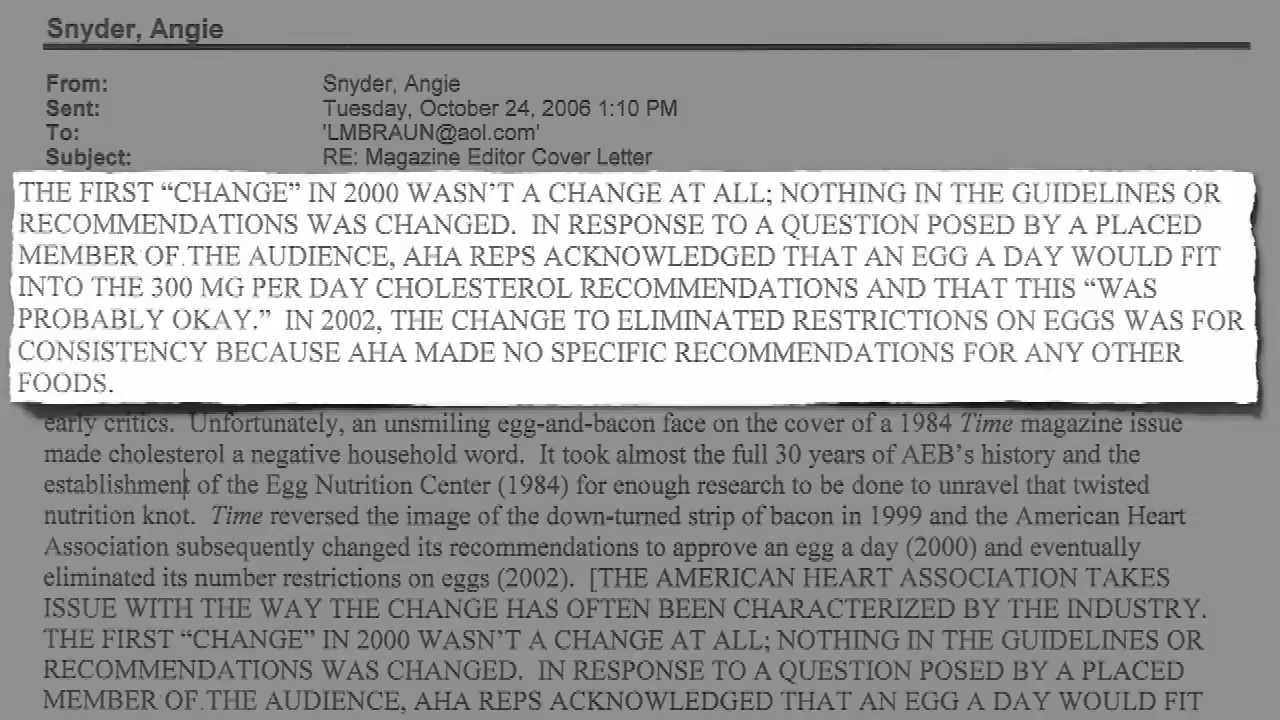 Snyder, Angie
From: Snyder, Angie
Sent: Tuesday, October 24, 2006 1:10 PM
To: 'LMBRAUN@aol.com'
Subject: RE: Magazine Editor Cover Letter
THE FIRST “CHANGE” IN 2000 WASN’T A CHANGE AT ALL; NOTHING IN THE GUIDELINES OR
RECOMMENDATIONS WAS CHANGED.  IN RESPONSE TO A QUESTION POSED BY A PLACED
MEMBER OF THE AUDIENCE, AHA REPS ACKNOWLEDGED THAT AN EGG A DAY WOULD FIT
INTO THE 300 MG PER DAY CHOLESTEROL RECOMMENDATIONS AND THAT THIS “WAS
PROBABLY OKAY.”  IN 2002, THE CHANGE TO ELIMINATED RESTRICTIONS ON EGGS WAS FOR
CONSISTENCY BECAUSE AHA MADE NO SPECIFIC RECOMMENDATIONS FOR ANY OTHER
FOODS.
early critics.  Unfortunately, an unsmiling egg-and-bacon face on the cover of a 1984 Time magazine issue
made cholesterol a negative household word.  It took almost the full 30 years of AEB’s history and the
establishment of the Egg Nutrition Center (1984) for enough research to be done to unravel that twisted
nutrition knot.  Time reversed the image of the down-turned strip of bacon in 1999 and the American Heart
Association subsequently changed its recommendations to approve an egg a day (2000) and eventually
eliminated its number restrictions on eggs (2002).  [THE AMERICAN HEART ASSOCIATION TAKES
ISSUE WITH THE WAY THE CHANGE HAS OFTEN BEEN CHARACTERIZED BY THE INDUSTRY.
THE FIRST “CHANGE” IN 2000 WASN’T A CHANGE AT ALL; NOTHING IN THE GUIDELINES OR
RECOMMENDATIONS WAS CHANGED.  IN RESPONSE TO A QUESTION POSED BY A PLACED
MEMBER OF THE AUDIENCE, AHA REPS ACKNOWLEDGED THAT AN EGG A DAY WOULD FIT